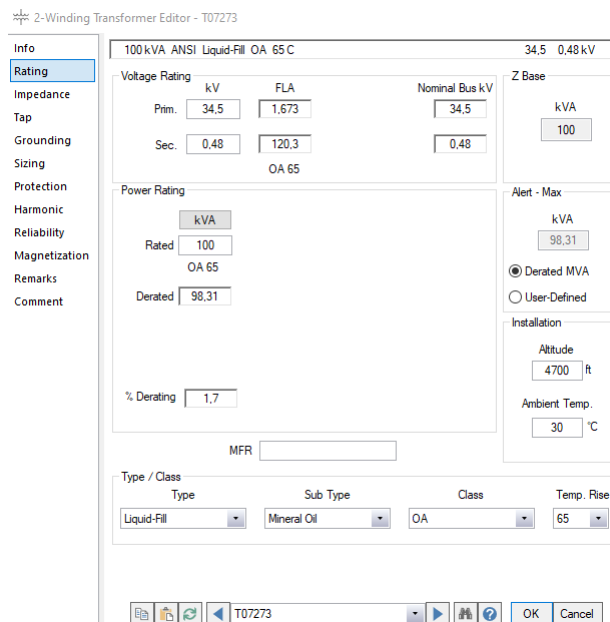 2-Winding Transformer Editor - T07273
Info
Rating
Impedance
Tap
Grounding
Sizing
Protection
Harmonic
Reliability
Magnetization
Remarks
Comment
100 kVA ANSI Liquid-Fill OA 65 C 34,5 0,48 kV
Voltage Rating
kV FLA Nominal Bus kV
Prim. 34,5 1,673 34,5
Sec. 0,48 120,3 0,48
OA 65
Z Base
kVA
100
Power Rating
kVA
Rated 100
OA 65
Derated 98,31
% Derating 1,7
Alert - Max
kVA
98,31
Derated MVA
User-Defined
Installation
Altitude
4700 ft
Ambient Temp.
30 °C
MFR
Type / Class
Type Sub Type Class Temp. Rise
Liquid-Fill Mineral Oil OA 65
T07273 ? OK Cancel